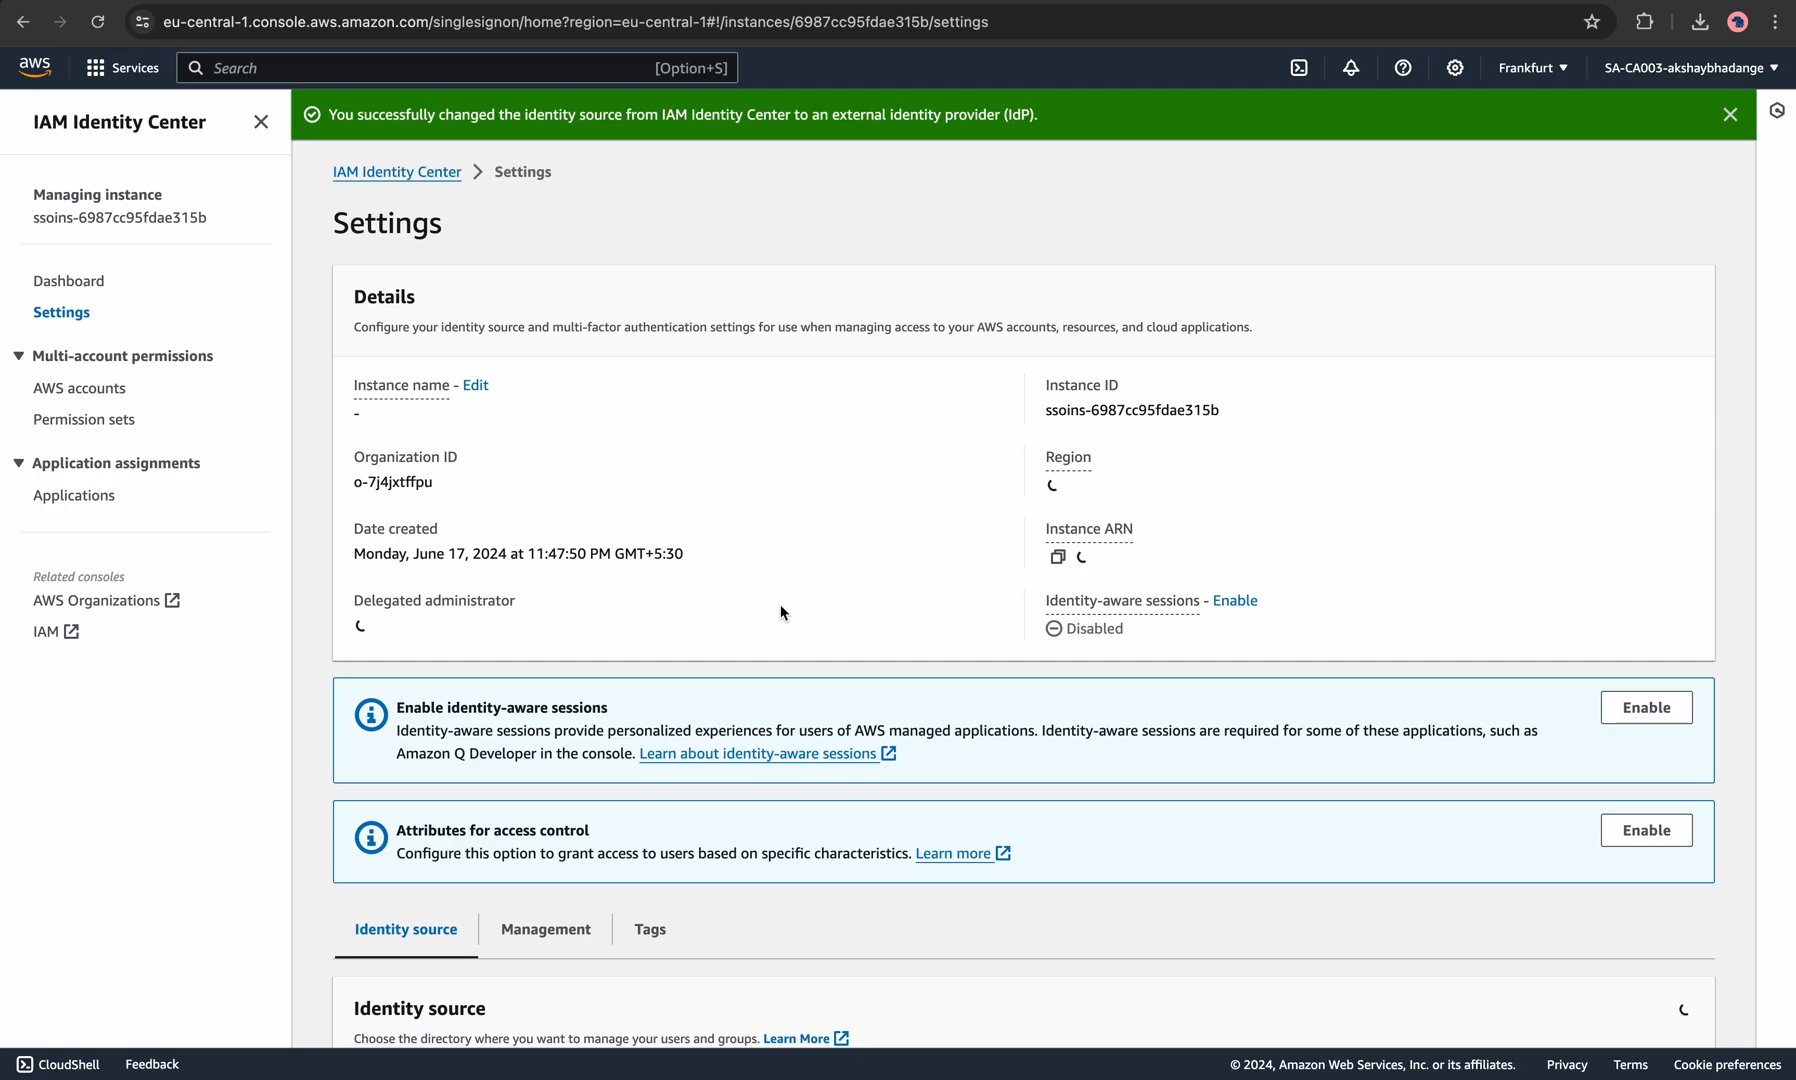 eu-central-1.console.aws.amazon.com/singlesignon/home?region=eu-central-1#!/instances/6987cc95fdae315b/settings
aws
Services
Search
[Option+S]
Frankfurt
SA-CA003-akshaybhadange
IAM Identity Center
You successfully changed the identity source from IAM Identity Center to an external identity provider (IdP).
Managing instance
ssoins-6987cc95fdae315b
Dashboard
Settings
Multi-account permissions
AWS accounts
Permission sets
Application assignments
Applications
Related consoles
AWS Organizations
IAM
IAM Identity Center > Settings
Settings
Details
Configure your identity source and multi-factor authentication settings for use when managing access to your AWS accounts, resources, and cloud applications.
Instance name - Edit
-
Instance ID
ssoins-6987cc95fdae315b
Organization ID
o-7j4jxtffpu
Region
Date created
Monday, June 17, 2024 at 11:47:50 PM GMT+5:30
Instance ARN
Delegated administrator
Identity-aware sessions - Enable
Disabled
Enable identity-aware sessions
Identity-aware sessions provide personalized experiences for users of AWS managed applications. Identity-aware sessions are required for some of these applications, such as
Amazon Q Developer in the console. Learn about identity-aware sessions
Enable
Attributes for access control
Configure this option to grant access to users based on specific characteristics. Learn more
Enable
Identity source
Management
Tags
Identity source
Choose the directory where you want to manage your users and groups. Learn More
CloudShell
Feedback
© 2024, Amazon Web Services, Inc. or its affiliates.
Privacy
Terms
Cookie preferences